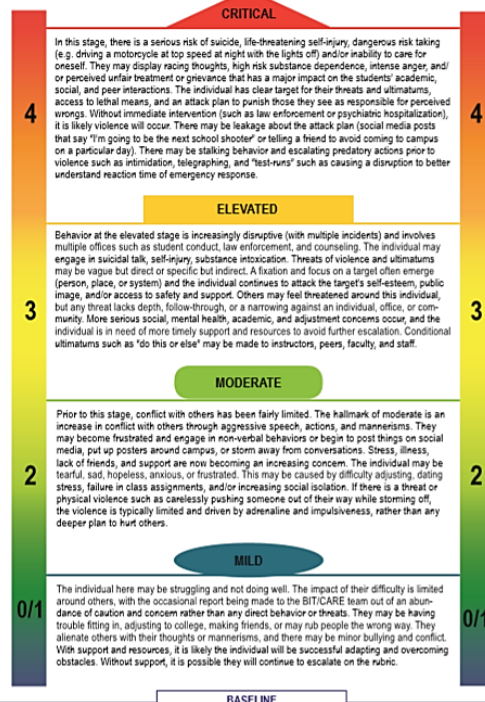 CRITICAL
In this stage, there is a serious risk of suicide, life-threatening self-injury, dangerous risk taking
(e.g. driving a motorcycle at top speed at night with the lights off) and/or inability to care for
oneself. They may display racing thoughts, high risk substance dependence, intense anger, and/
or perceived unfair treatment or grievance that has a major impact on the students' academic,
social, and peer interactions. The individual has clear target for their threats and ultimatums,
access to lethal means, and an attack plan to punish those they see as responsible for perceived
wrongs. Without immediate intervention (such as law enforcement or psychiatric hospitalization),
it is likely violence will occur. There may be leakage about the attack plan (social media posts
that say "I'm going to be the next school shooter" or telling a friend to avoid coming to campus
on a particular day). There may be stalking behavior and escalating predatory actions prior to
violence such as intimidation, telegraphing, and "test-runs" such as causing a disruption to better
understand reaction time of emergency response.
4
4
ELEVATED
Behavior at the elevated stage is increasingly disruptive (with multiple incidents) and involves
multiple offices such as student conduct, law enforcement, and counseling. The individual may
engage in suicidal talk, self-injury, substance intoxication. Threats of violence and ultimatums
may be vague but direct or specific but indirect. A fixation and focus on a target often emerge
(person, place, or system) and the individual continues to attack the target's self-esteem, public
image, and/or access to safety and support. Others may feel threatened around this individual,
but any threat lacks depth, follow-through, or a narrowing against an individual, office, or com-
munity. More serious social, mental health, academic, and adjustment concerns occur, and the
individual is in need of more timely support and resources to avoid further escalation. Conditional
ultimatums such as "do this or else" may be made to instructors, peers, faculty, and staff.
3
3
MODERATE
Prior to this stage, conflict with others has been fairly limited. The hallmark of moderate is an
increase in conflict with others through aggressive speech, actions, and mannerisms. They
may become frustrated and engage in non-verbal behaviors or begin to post things on social
media, put up posters around campus, or storm away from conversations. Stress, illness,
lack of friends, and support are now becoming an increasing concern. The individual may be
tearful, sad, hopeless, anxious, or frustrated. This may be caused by difficulty adjusting, dating
stress, failure in class assignments, and/or increasing social isolation. If there is a threat or
physical violence such as carelessly pushing someone out of their way while storming off,
the violence is typically limited and driven by adrenaline and impulsiveness, rather than any
deeper plan to hurt others.
2
2
MILD
The individual here may be struggling and not doing well. The impact of their difficulty is limited
around others, with the occasional report being made to the BIT/CARE team out of an abun-
dance of caution and concern rather than any direct behavior or threats. They may be having
trouble fitting in, adjusting to college, making friends, or may rub people the wrong way. They
alienate others with their thoughts or mannerisms, and there may be minor bullying and conflict.
With support and resources, it is likely the individual will be successful adapting and overcoming
obstacles. Without support, it is possible they will continue to escalate on the rubric.
0/1
0/1
BASELINE